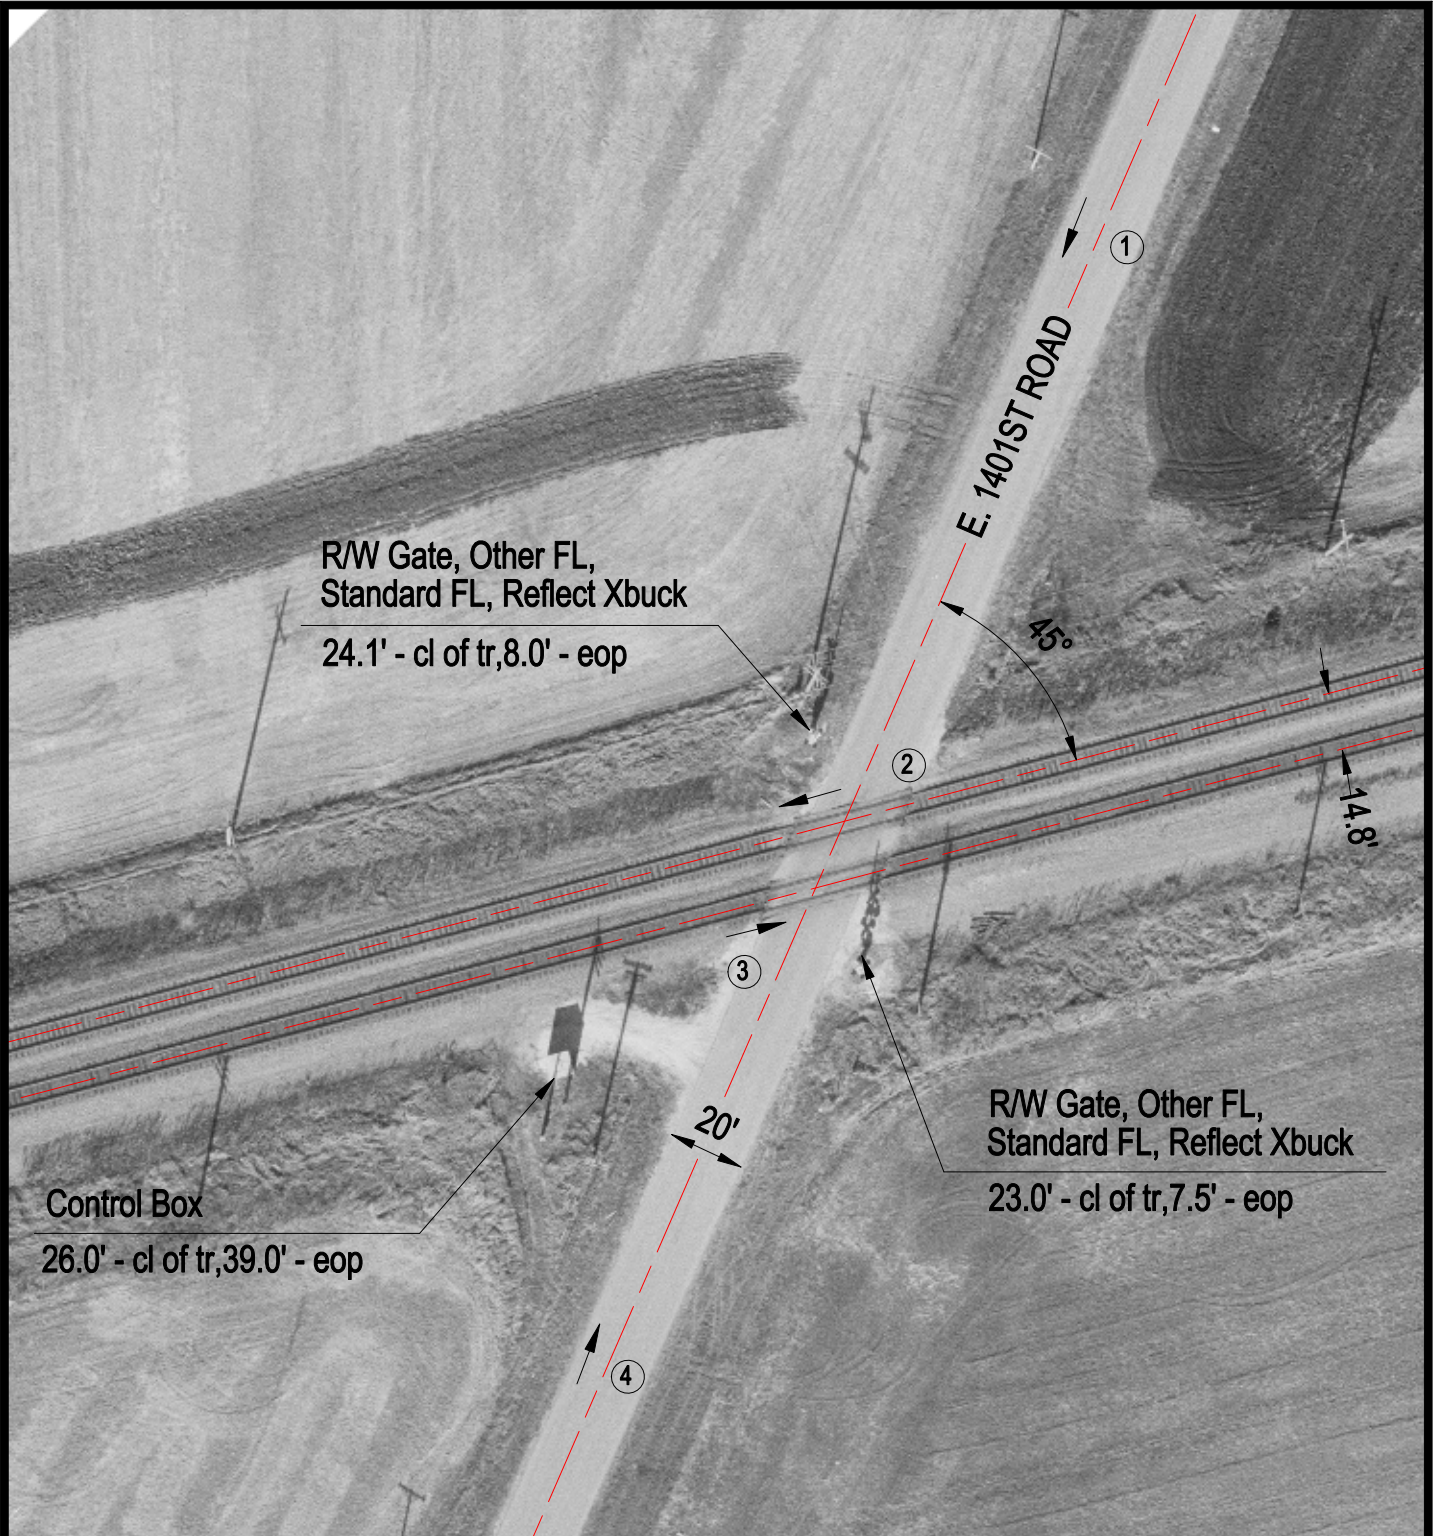 1
E. 1401ST ROAD
R/W Gate, Other FL,
Standard FL, Reflect Xbuck
24.1' - cl of tr,8.0' - eop
45°
2
14.8'
3
20'
R/W Gate, Other FL,
Standard FL, Reflect Xbuck
23.0' - cl of tr,7.5' - eop
Control Box
26.0' - cl of tr,39.0' - eop
4